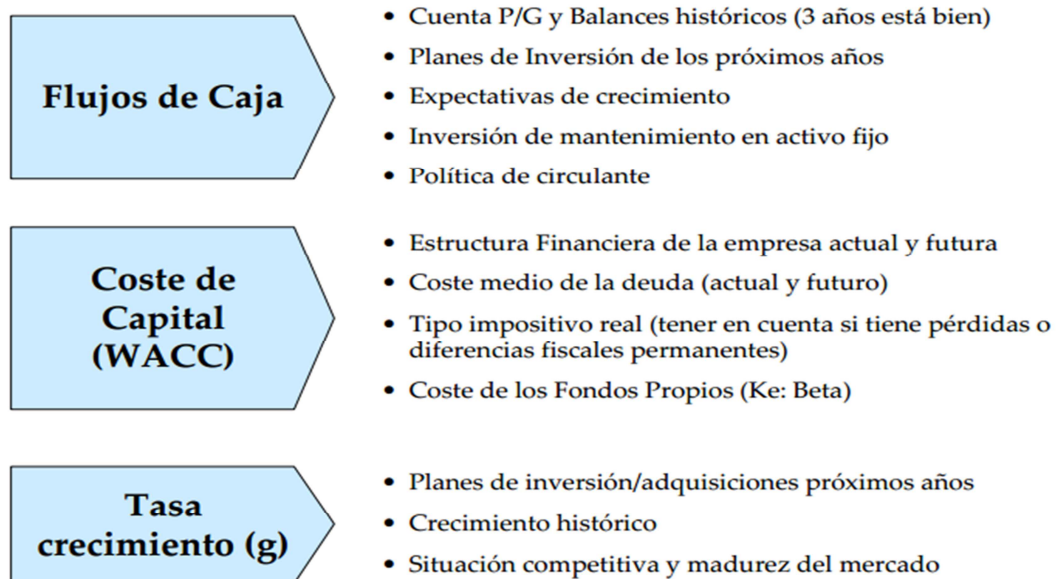 Flujos de Caja
• Cuenta P/G y Balances históricos (3 años está bien)
• Planes de Inversión de los próximos años
• Expectativas de crecimiento
• Inversión de mantenimiento en activo fijo
• Política de circulante
Coste de
Capital
(WACC)
• Estructura Financiera de la empresa actual y futura
• Coste medio de la deuda (actual y futuro)
• Tipo impositivo real (tener en cuenta si tiene pérdidas o
diferencias fiscales permanentes)
• Coste de los Fondos Propios (Ke: Beta)
Tasa
crecimiento (g)
• Planes de inversión/adquisiciones próximos años
• Crecimiento histórico
• Situación competitiva y madurez del mercado